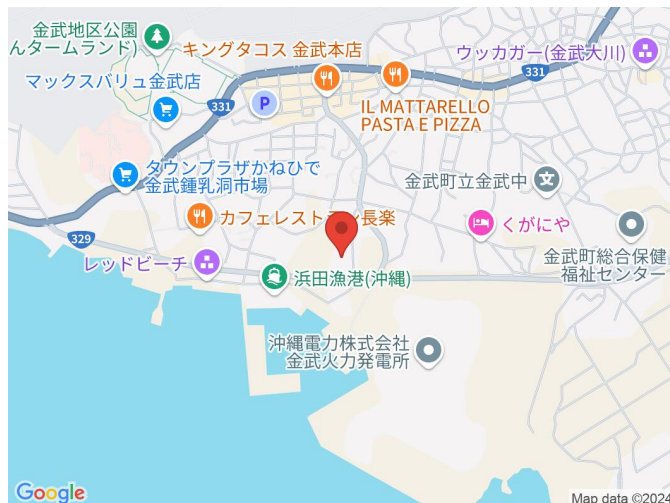 金武地区公園
んタームランド)
キングタコス 金武本店
ウッカガー(金武大川)
マックスバリュ金武店
331
331
P
IL MATTARELLO
PASTA E PIZZA
タウンプラザかねひで
金武鍾乳洞市場
金武町立金武中
文
カフェレストラン長楽
くがにや
329
レッドビーチ
浜田漁港(沖縄)
金武町総合保健
福祉センター
沖縄電力株式会社
金武火力発電所
Google
Map data ©2024